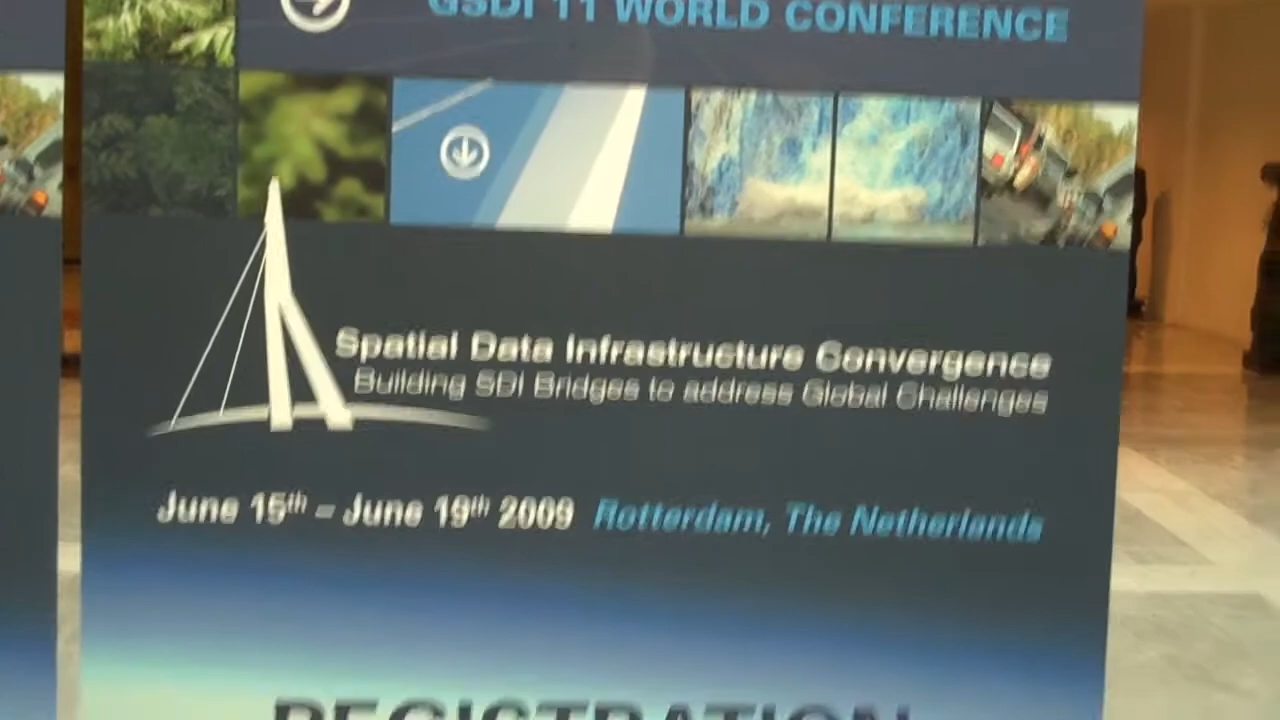 GSDI 11 WORLD CONFERENCE
Spatial Data Infrastructure Convergence
Building SDI Bridges to address Global Challenges
June 15th - June 19th 2009 Rotterdam, The Netherlands
REGISTRATION